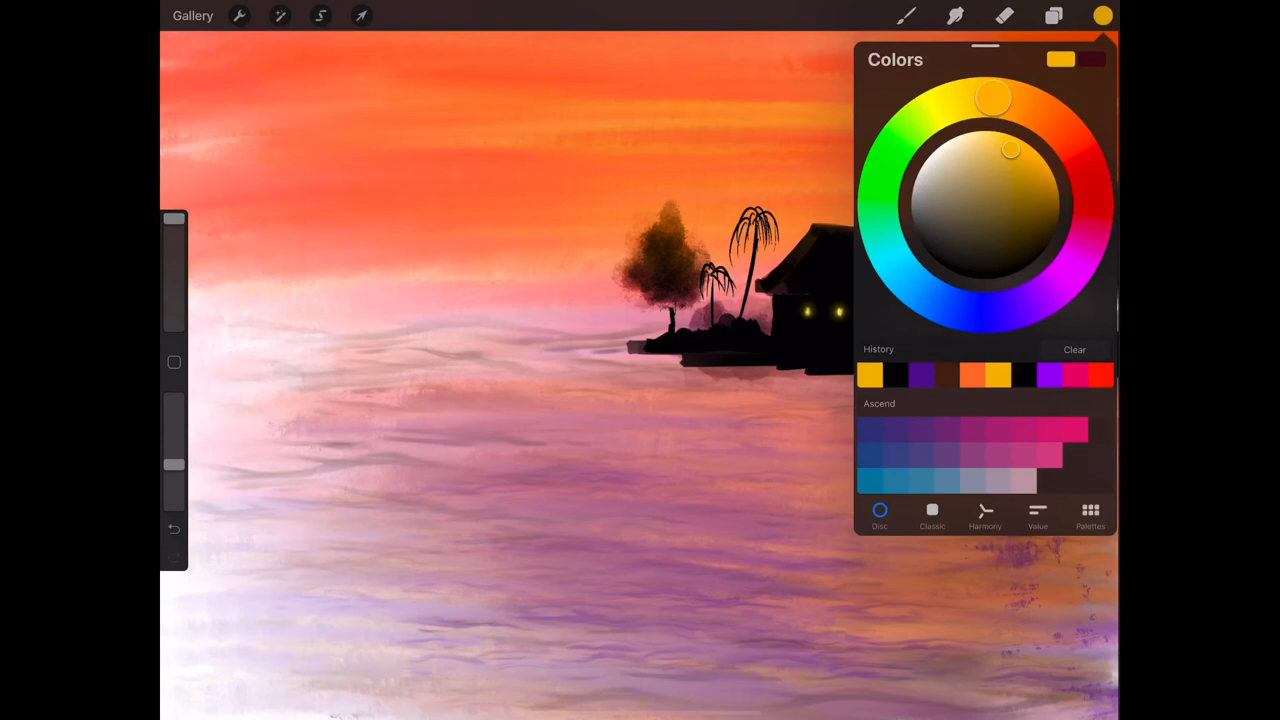 Gallery
Colors
History Clear
Ascend
Disc Classic Harmony Value Palettes